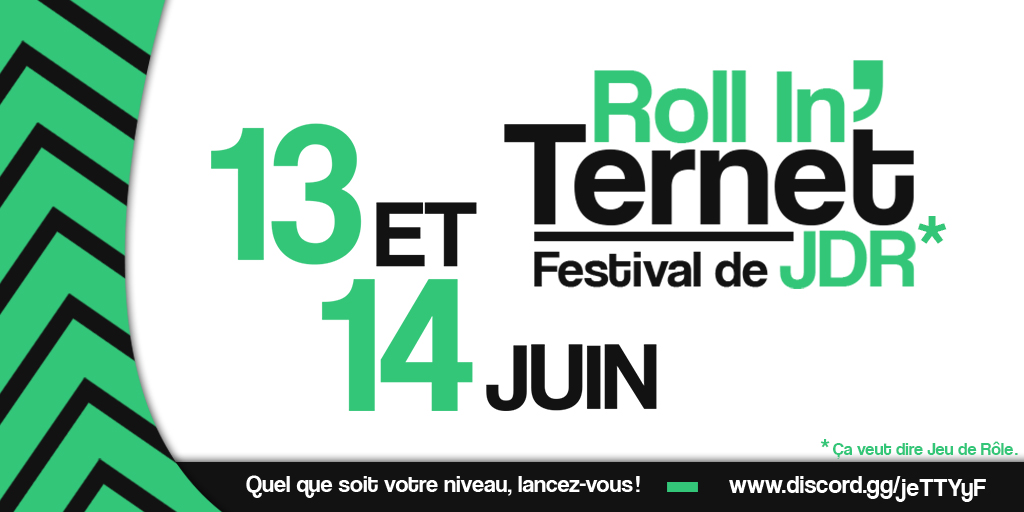 13 ET
14 JUIN
Roll In'
Ternet
Festival de JDR*
* Ça veut dire Jeu de Rôle.
Quel que soit votre niveau, lancez-vous! - www.discord.gg/jeTTYyF